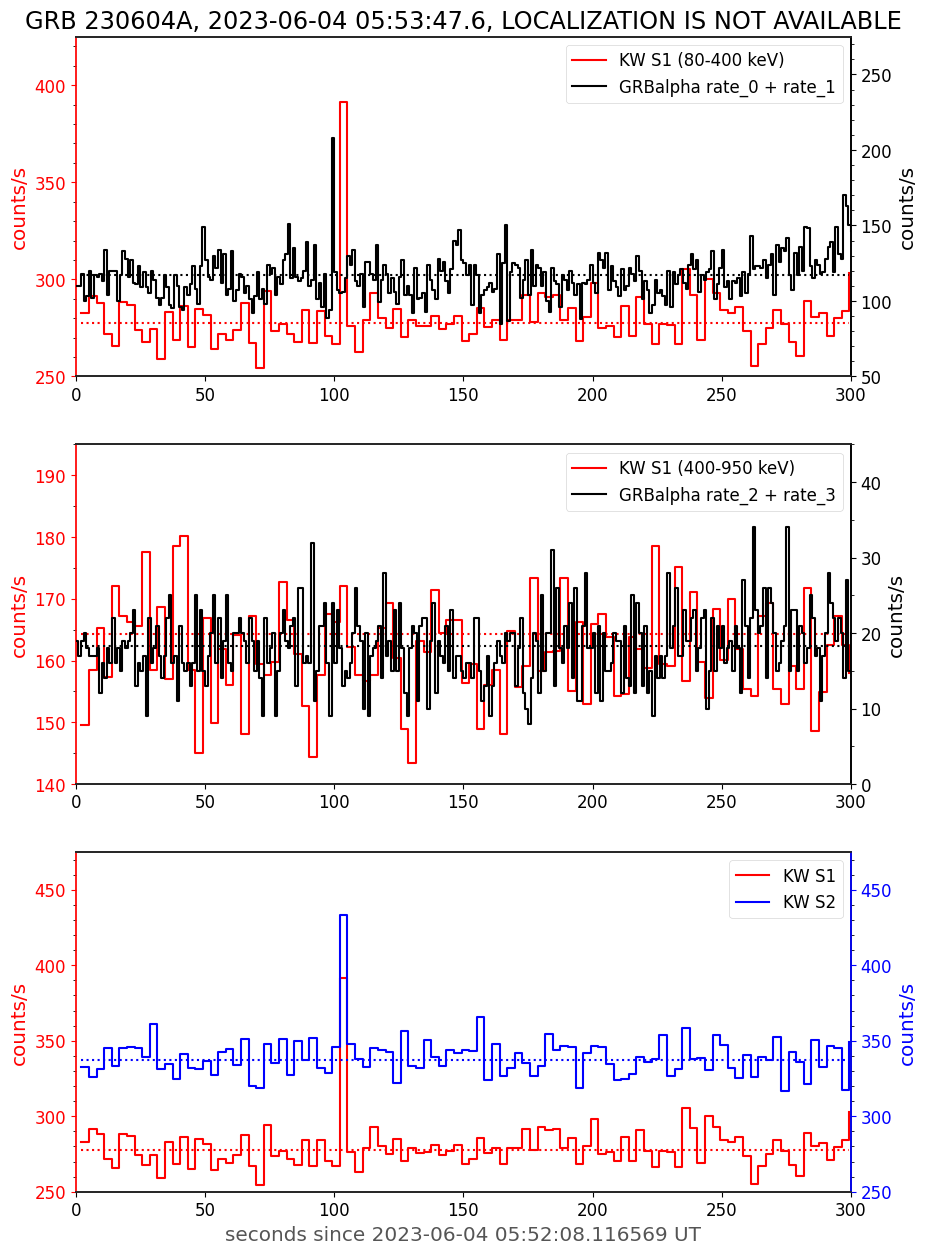 GRB 230604A, 2023-06-04 05:53:47.6, LOCALIZATION IS NOT AVAILABLE
KW S1 (80-400 keV)
GRBalpha rate_0 + rate_1
counts/s
counts/s
400
350
300
250
250
200
150
100
50
0 50 100 150 200 250 300
KW S1 (400-950 keV)
GRBalpha rate_2 + rate_3
counts/s
counts/s
190
180
170
160
150
140
40
30
20
10
0
0 50 100 150 200 250 300
KW S1
KW S2
counts/s
counts/s
450
400
350
300
250
450
400
350
300
250
0 50 100 150 200 250 300
seconds since 2023-06-04 05:52:08.116569 UT